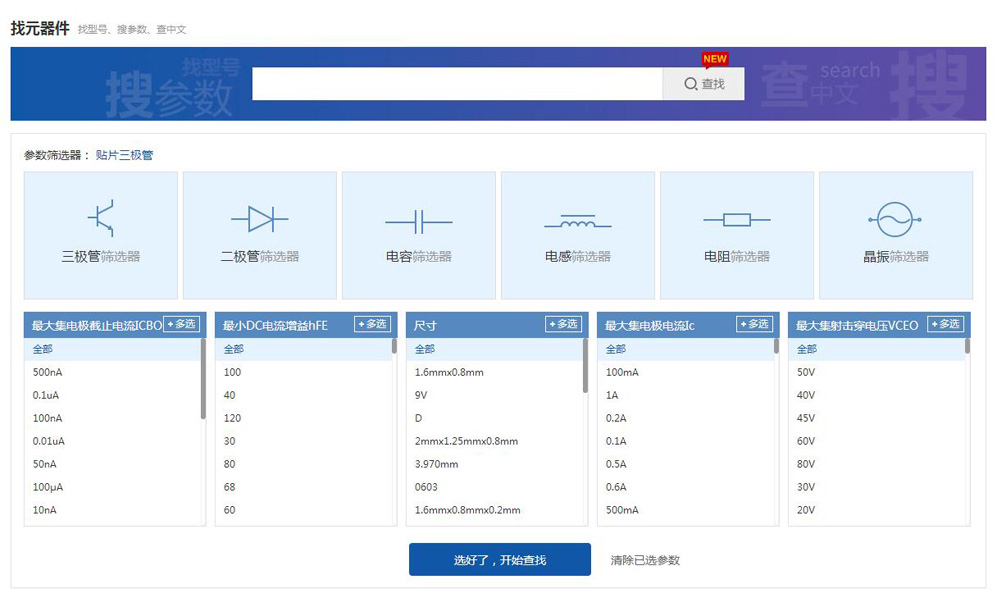 找元器件 找型号、搜参数、查中文
找型号
搜参数
NEW
查找
查中文
search
搜
参数筛选器： 贴片三极管
三极管筛选器
二极管筛选器
电容筛选器
电感筛选器
电阻筛选器
晶振筛选器
最大集电极截止电流ICBO +多选
全部
500nA
0.1uA
100nA
0.01uA
50nA
100μA
10nA
最小DC电流增益hFE +多选
全部
100
40
120
30
80
68
60
尺寸 +多选
全部
1.6mmx0.8mm
9V
D
2mmx1.25mmx0.8mm
3.970mm
0603
1.6mmx0.8mmx0.2mm
最大集电极电流Ic +多选
全部
100mA
1A
0.2A
0.1A
0.5A
0.6A
500mA
最大集射击穿电压VCEO +多选
全部
50V
40V
45V
60V
80V
30V
20V
选好了，开始查找
清除已选参数